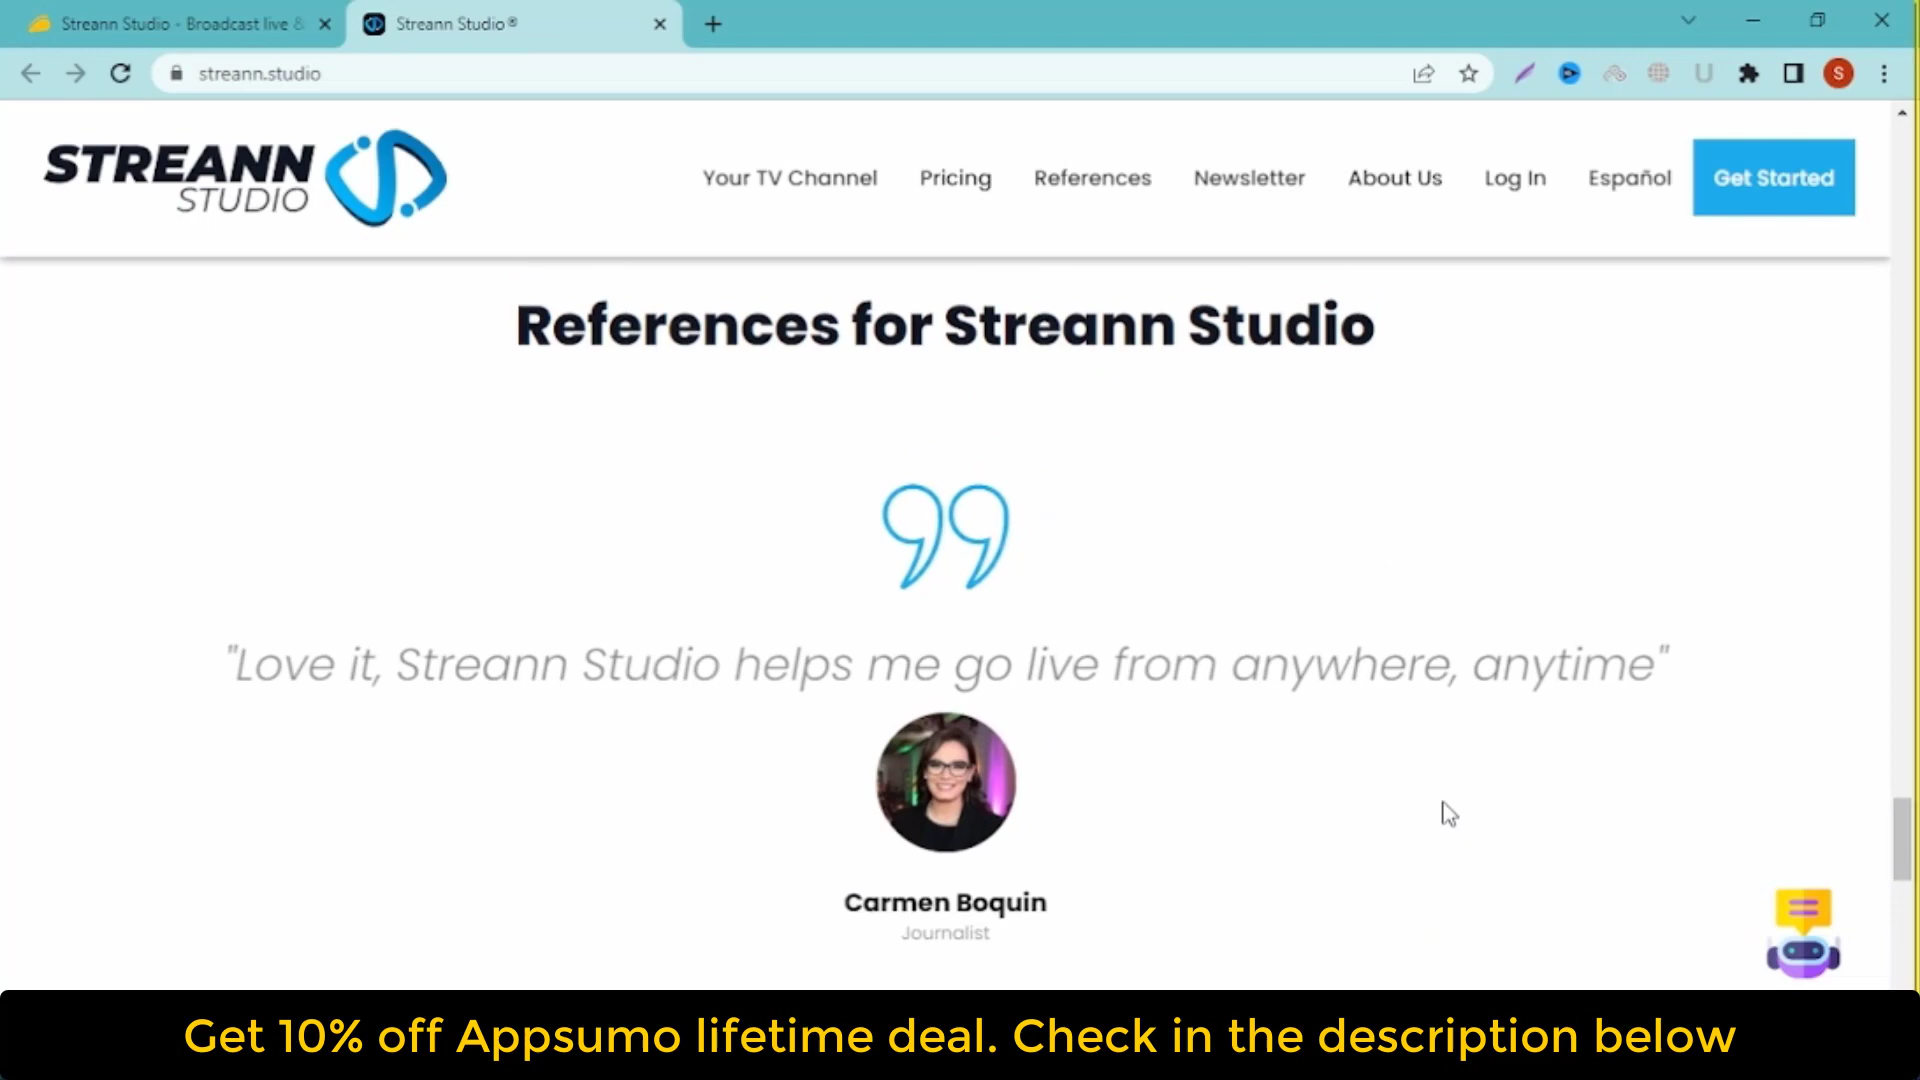 Streann Studio - Broadcast live &
Streann Studio®
streann.studio
S
STREANN
STUDIO
Your TV Channel
Pricing
References
Newsletter
About Us
Log In
Español
Get Started
References for Streann Studio
"Love it, Streann Studio helps me go live from anywhere, anytime"
Carmen Boquin
Journalist
Get 10% off Appsumo lifetime deal. Check in the description below